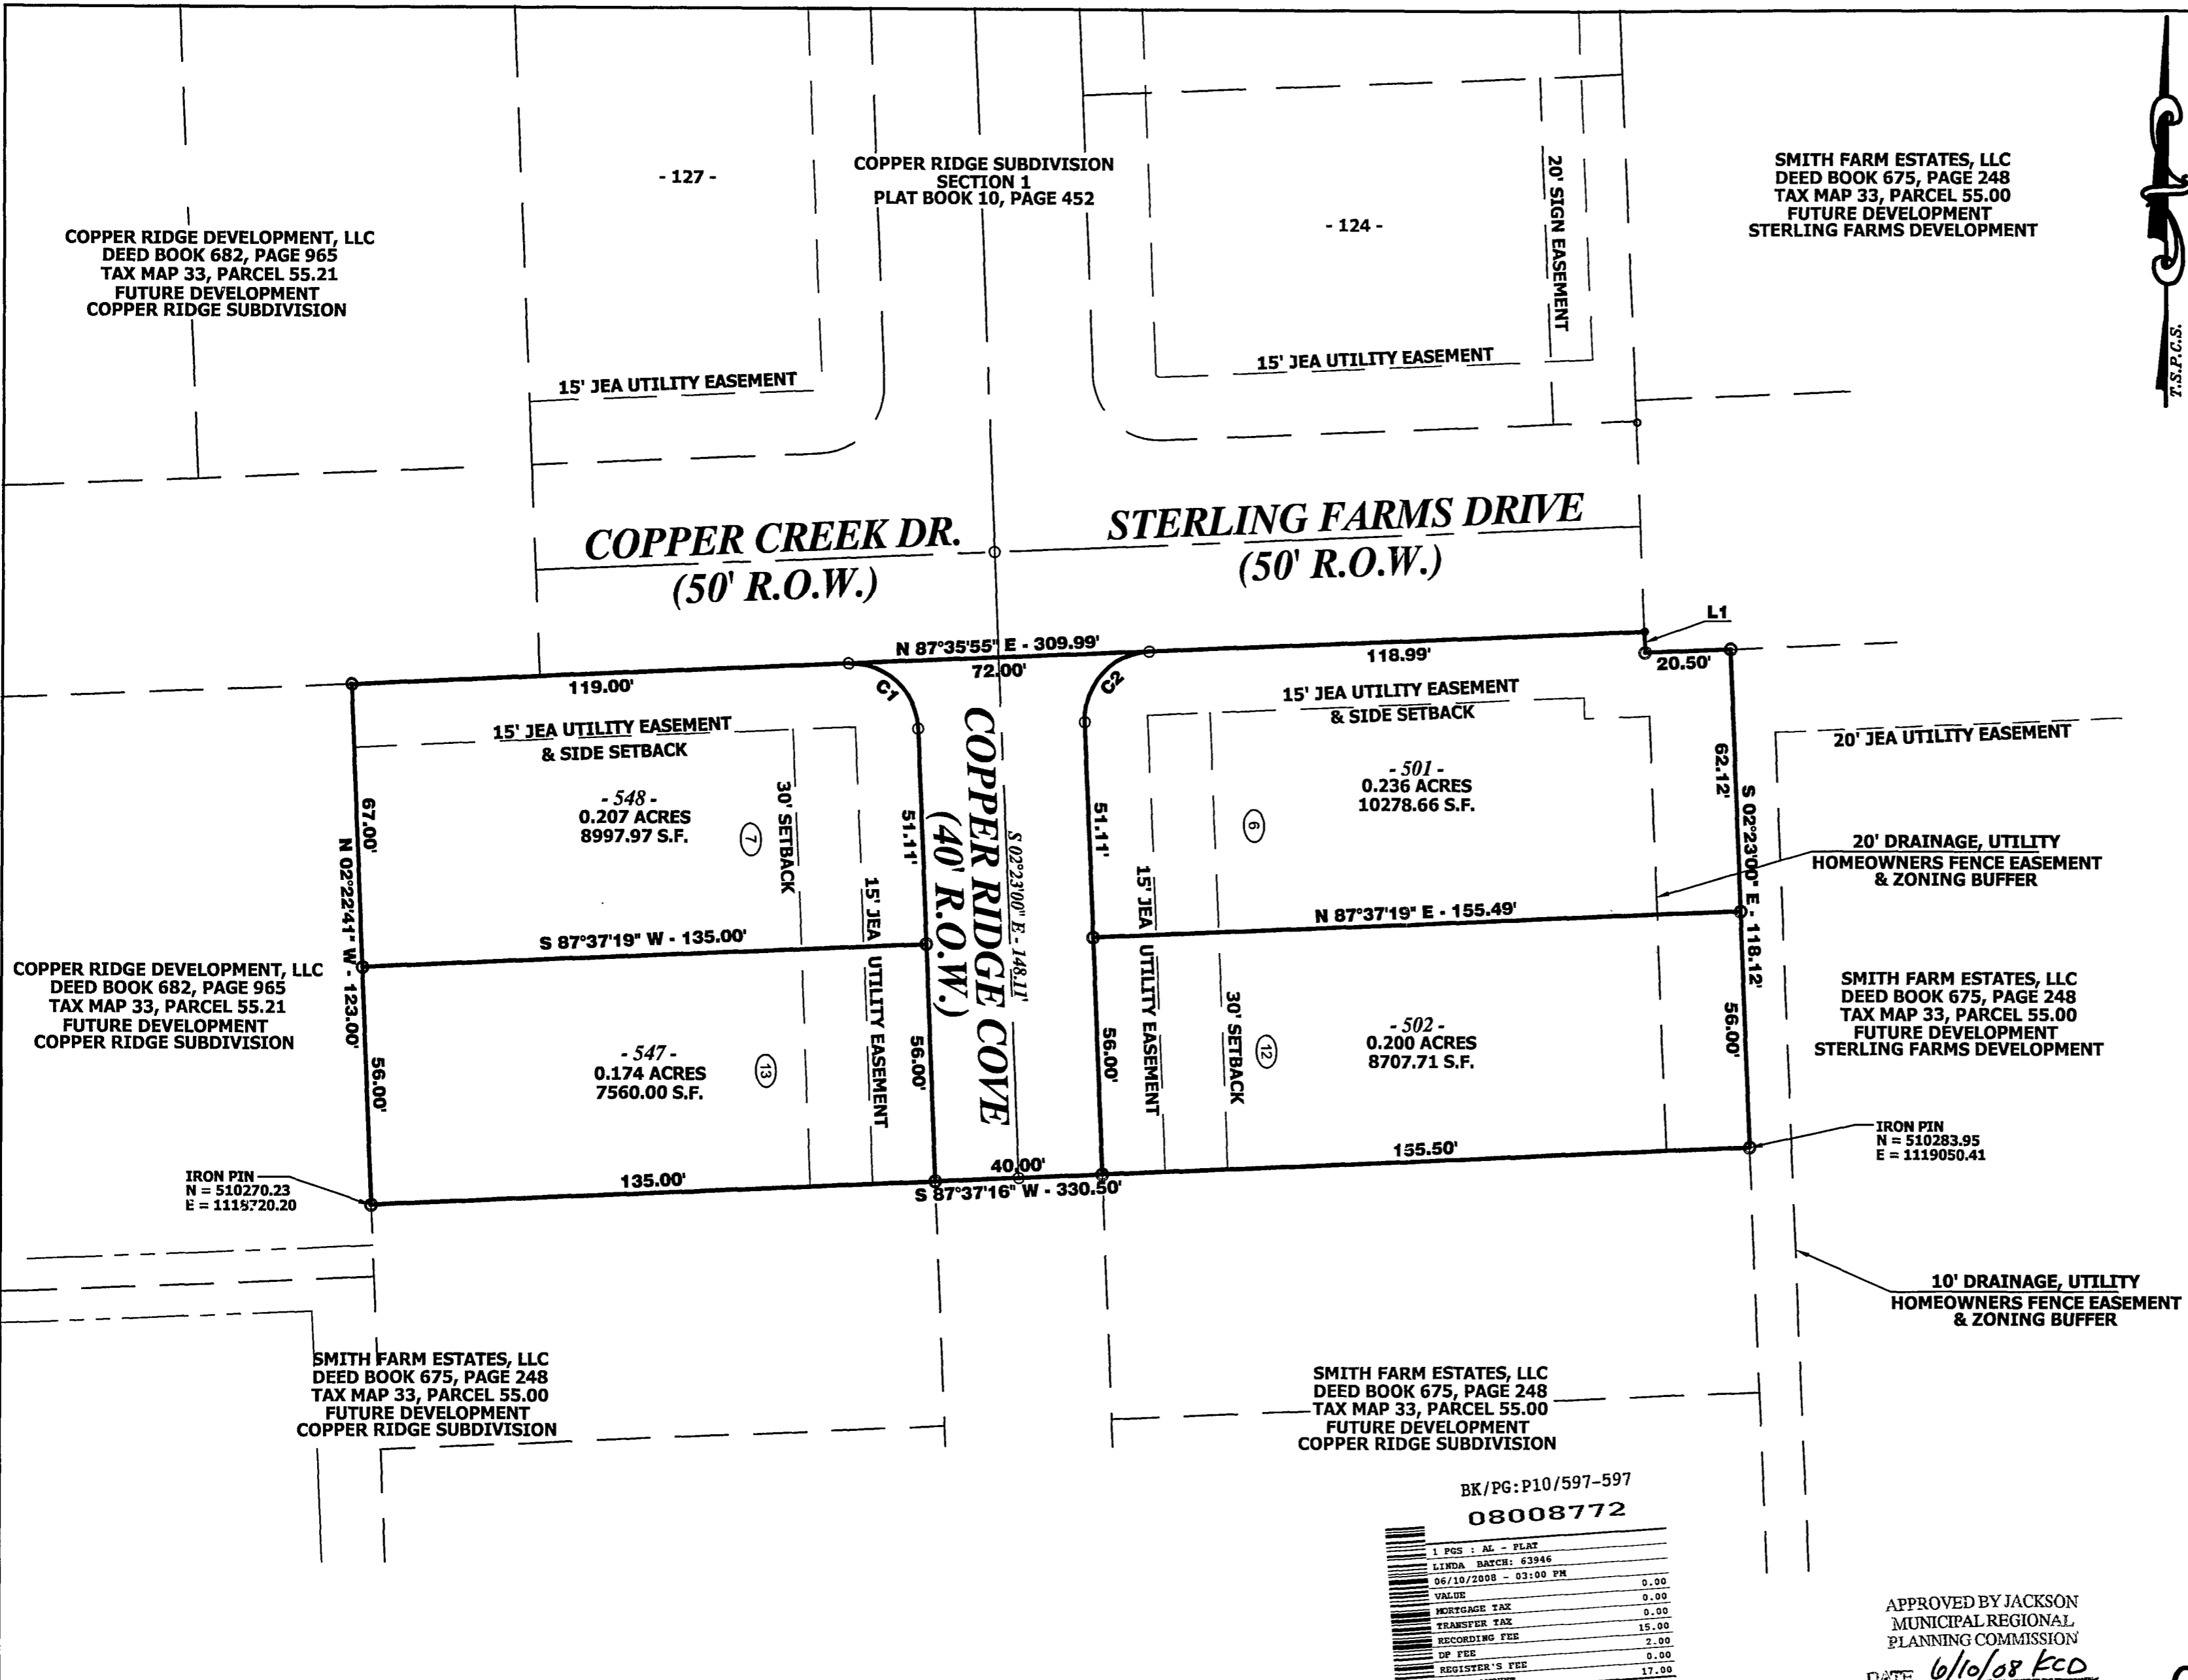 - 127 -
COPPER RIDGE SUBDIVISION
SECTION 1
PLAT BOOK 10, PAGE 452
- 124 -
20' SIGN EASEMENT
SMITH FARM ESTATES, LLC
DEED BOOK 675, PAGE 248
TAX MAP 33, PARCEL 55.00
FUTURE DEVELOPMENT
STERLING FARMS DEVELOPMENT
T.S.P.C.S.
COPPER RIDGE DEVELOPMENT, LLC
DEED BOOK 682, PAGE 965
TAX MAP 33, PARCEL 55.21
FUTURE DEVELOPMENT
COPPER RIDGE SUBDIVISION
15' JEA UTILITY EASEMENT
15' JEA UTILITY EASEMENT
COPPER CREEK DR.
(50' R.O.W.)
STERLING FARMS DRIVE
(50' R.O.W.)
L1
N 87°35'55" E - 309.99'
119.00'
72.00'
118.99'
20.50'
C1
C2
15' JEA UTILITY EASEMENT
& SIDE SETBACK
15' JEA UTILITY EASEMENT
& SIDE SETBACK
20' JEA UTILITY EASEMENT
- 548 -
0.207 ACRES
8997.97 S.F.
7
30' SETBACK
67.00'
N 02°22'41" W - 123.00'
51.11'
COPPER RIDGE COVE
(40' R.O.W.)
S 02°23'00" E - 148.11'
51.11'
6
- 501 -
0.236 ACRES
10278.66 S.F.
62.12'
S 02°23'00" E - 118.12'
20' DRAINAGE, UTILITY
HOMEOWNERS FENCE EASEMENT
& ZONING BUFFER
S 87°37'19" W - 135.00'
N 87°37'19" E - 155.49'
15' JEA UTILITY EASEMENT
15' JEA UTILITY EASEMENT
COPPER RIDGE DEVELOPMENT, LLC
DEED BOOK 682, PAGE 965
TAX MAP 33, PARCEL 55.21
FUTURE DEVELOPMENT
COPPER RIDGE SUBDIVISION
56.00'
- 547 -
0.174 ACRES
7560.00 S.F.
13
56.00'
56.00'
30' SETBACK
12
- 502 -
0.200 ACRES
8707.71 S.F.
56.00'
SMITH FARM ESTATES, LLC
DEED BOOK 675, PAGE 248
TAX MAP 33, PARCEL 55.00
FUTURE DEVELOPMENT
STERLING FARMS DEVELOPMENT
IRON PIN
N = 510283.95
E = 1119050.41
IRON PIN
N = 510270.23
E = 1118720.20
135.00'
40.00'
155.50'
S 87°37'16" W - 330.50'
10' DRAINAGE, UTILITY
HOMEOWNERS FENCE EASEMENT
& ZONING BUFFER
SMITH FARM ESTATES, LLC
DEED BOOK 675, PAGE 248
TAX MAP 33, PARCEL 55.00
FUTURE DEVELOPMENT
COPPER RIDGE SUBDIVISION
SMITH FARM ESTATES, LLC
DEED BOOK 675, PAGE 248
TAX MAP 33, PARCEL 55.00
FUTURE DEVELOPMENT
COPPER RIDGE SUBDIVISION
BK/PG:P10/597-597
08008772
1 PGS : AL - PLAT
LINDA BATCH: 63946
06/10/2008 - 03:00 PM
VALUE 0.00
MORTGAGE TAX 0.00
TRANSFER TAX 0.00
RECORDING FEE 15.00
DP FEE 2.00
REGISTER'S FEE 0.00
17.00
APPROVED BY JACKSON
MUNICIPAL REGIONAL
PLANNING COMMISSION
DATE 6/10/08 KCD